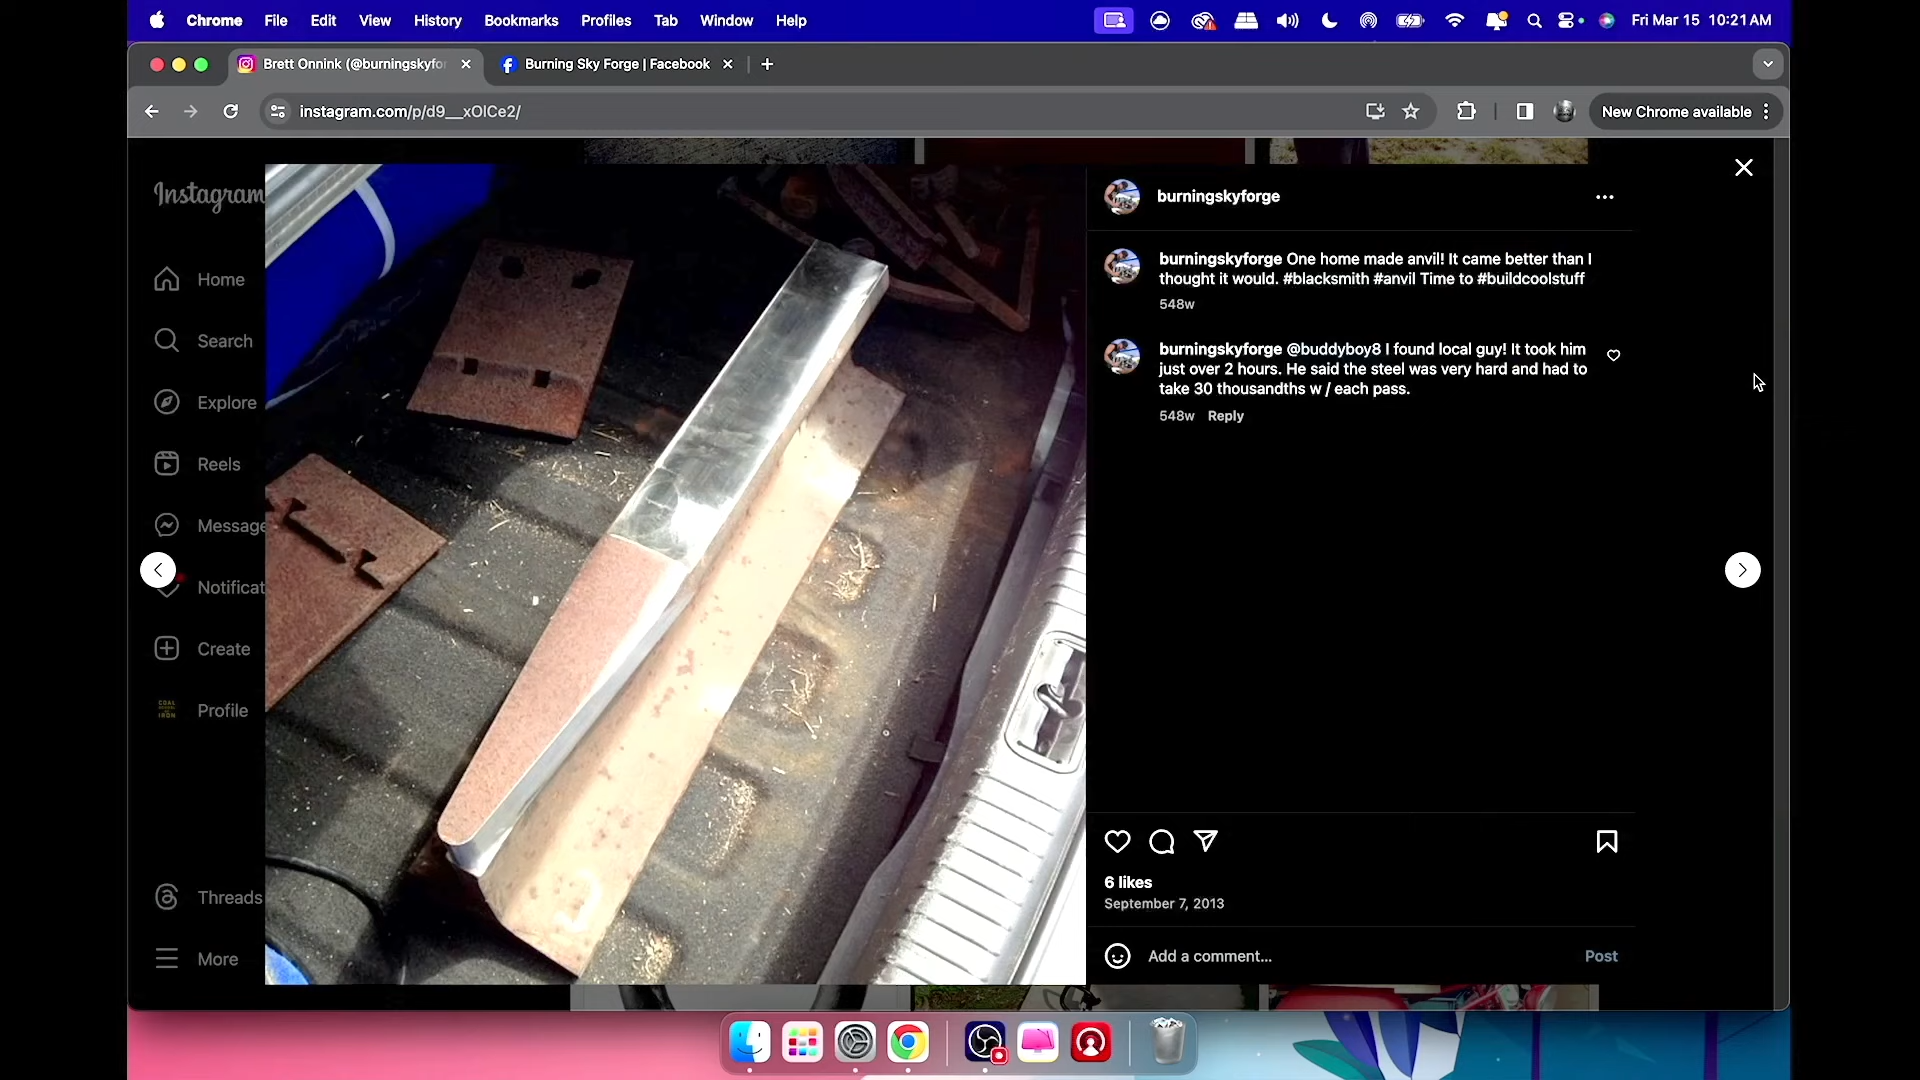 Chrome File Edit View History Bookmarks Profiles Tab Window Help Fri Mar 15 10:21 AM
Brett Onnink (@burningskyfor Burning Sky Forge | Facebook
instagram.com/p/d9__xOlCe2/ New Chrome available
Instagram
Home
Search
Explore
Reels
Message
Notificat
Create
Profile
Threads
More
burningskyforge
burningskyforge One home made anvil! It came better than I
thought it would. #blacksmith #anvil Time to #buildcoolstuff
548w
burningskyforge @buddyboy8 I found local guy! It took him
just over 2 hours. He said the steel was very hard and had to
take 30 thousandths w / each pass.
548w Reply
6 likes
September 7, 2013
Add a comment... Post